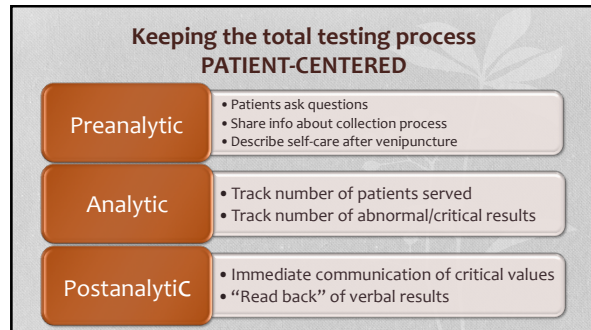 Keeping the total testing process
PATIENT-CENTERED
Preanalytic
• Patients ask questions
• Share info about collection process
• Describe self-care after venipuncture
Analytic
• Track number of patients served
• Track number of abnormal/critical results
PostanalytiC
• Immediate communication of critical values
• “Read back” of verbal results